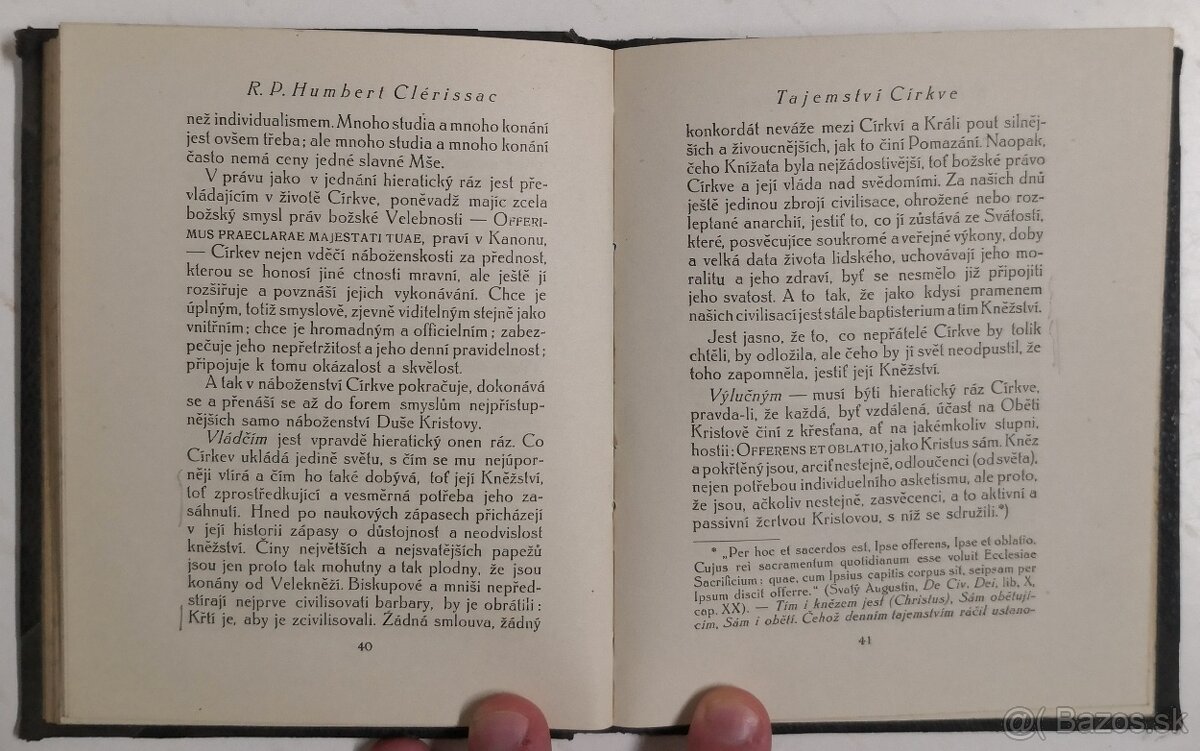 R. P. Humbert Clérissac
než individualismem. Mnoho studia a mnoho konání
jest ovšem třeba; ale mnoho studia a mnoho konání
často nemá ceny jedné slavné Mše.
V právu jako v jednání hieratický ráz jest pře-
vládajícím v životě Církve, poněvadž majíc zcela
božský smysl práv božské Velebnosti — OFFERI-
MUS PRAECLARAE MAJESTATI TUAE, praví v Kanonu,
— Církev nejen vděčí náboženskosti za přednost,
kterou se honosí jiné ctnosti mravní, ale ještě jí
rozšiřuje a povznáší jejich vykonávání. Chce je
úplným, totiž smyslově, zjevně viditelným stejně jako
vnitřním; chce je hromadným a officielním; zabez-
pečuje jeho nepřetržitost a jeho denní pravidelnost;
připojuje k tomu okázalost a skvělost.
A tak v náboženství Církve pokračuje, dokonává
se a přenáší se až do forem smyslům nejpřístup-
nějších samo náboženství Duše Kristovy.
Vládčím jest vpravdě hieratický onen ráz. Co
Církev ukládá jedině světu, s čím se mu nejúpor-
něji vtírá a čím ho také dobývá, toť její Kněžství,
toť zprostředkující a vesměrná potřeba jeho za-
sáhnutí. Hned po naukových zápasech přicházejí
v její historii zápasy o důstojnost a neodvislost
kněžství. Činy největších a nejsvatějších papežů
jsou jen proto tak mohutny a tak plodny, že jsou
konány od Velekněží. Biskupové a mniši nepřed-
stírají nejprve civilisovati barbary, by je obrátili:
Křtí je, aby je zcivilisovali. Žádná smlouva, žádný
40
Tajemství Církve
konkordát neváže mezi Církví a Králi pout silněj-
ších a živoucnějších, jak to činí Pomazání. Naopak,
čeho Knížata byla nejžádostivější, toť božské právo
Církve a její vláda nad svědomími. Za našich dnů
ještě jedinou zbrojí civilisace, ohrožené nebo roz-
leptané anarchií, jestiť to, co jí zůstává ze Svátostí,
které, posvěcujíce soukromé a veřejné výkony, doby
a velká data života lidského, uchovávají jeho mo-
ralitu a jeho zdraví, byť se nesmělo již připojiti
jeho svatost. A to tak, že jako kdysi pramenem
našich civilisací jest stále baptisterium a tím Kněžství.
Jest jasno, že to, co nepřátelé Církve by tolik
chtěli, by odložila, ale čeho by jí svět neodpustil, že
toho zapomněla, jestiť její Kněžství.
Výlučným — musí býti hieratický ráz Církve,
pravda-li, že každá, byť vzdálená, účast na Oběti
Kristově činí z křesťana, ať na jakémkoliv stupni,
hostii: OFFERENS ET OBLATIO, jako Kristus sám. Kněz
a pokřtěný jsou, arciť nestejně, odloučenci (od světa),
nejen potřebou individuelního asketismu, ale proto,
že jsou, ačkoliv nestejně, zasvěcenci, a to aktivní a
passivní žertvou Kristovou, s níž se sdružili.*)
* „Per hoc et sacerdos est, Ipse offerens, Ipse et oblatio.
Cujus rei sacramentum quotidianum esse voluit Ecclesiae
Sacrificium: quae, cum Ipsius capitis corpus sit, seipsam per
Ipsum discit offerre.“ (Svatý Augustin, De Civ. Dei, lib. X,
cap. XX). — Tím i knězem jest (Christus), Sám obětují-
cím, Sám i obětí. Čehož denním tajemstvím ráčil ustano-
41
@( Bazos.sk